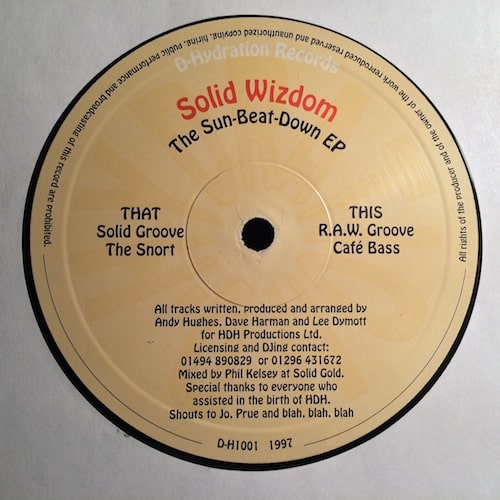 All rights of the producer and of the owner of the work reproduced reserved and unauthorized copying, hiring, public performance and broadcasting of this record are prohibited.
D-Hydration Records
Solid Wizdom
The Sun-Beat-Down EP
THAT
Solid Groove
The Snort
THIS
R.A.W. Groove
Café Bass
All tracks written, produced and arranged by
Andy Hughes, Dave Harman and Lee Dymott
for HDH Productions Ltd.
Licensing and DJing contact:
01494 890829 or 01296 431672
Mixed by Phil Kelsey at Solid Gold.
Special thanks to everyone who
assisted in the birth of HDH.
Shouts to Jo, Prue and blah, blah, blah
D-H1001 1997